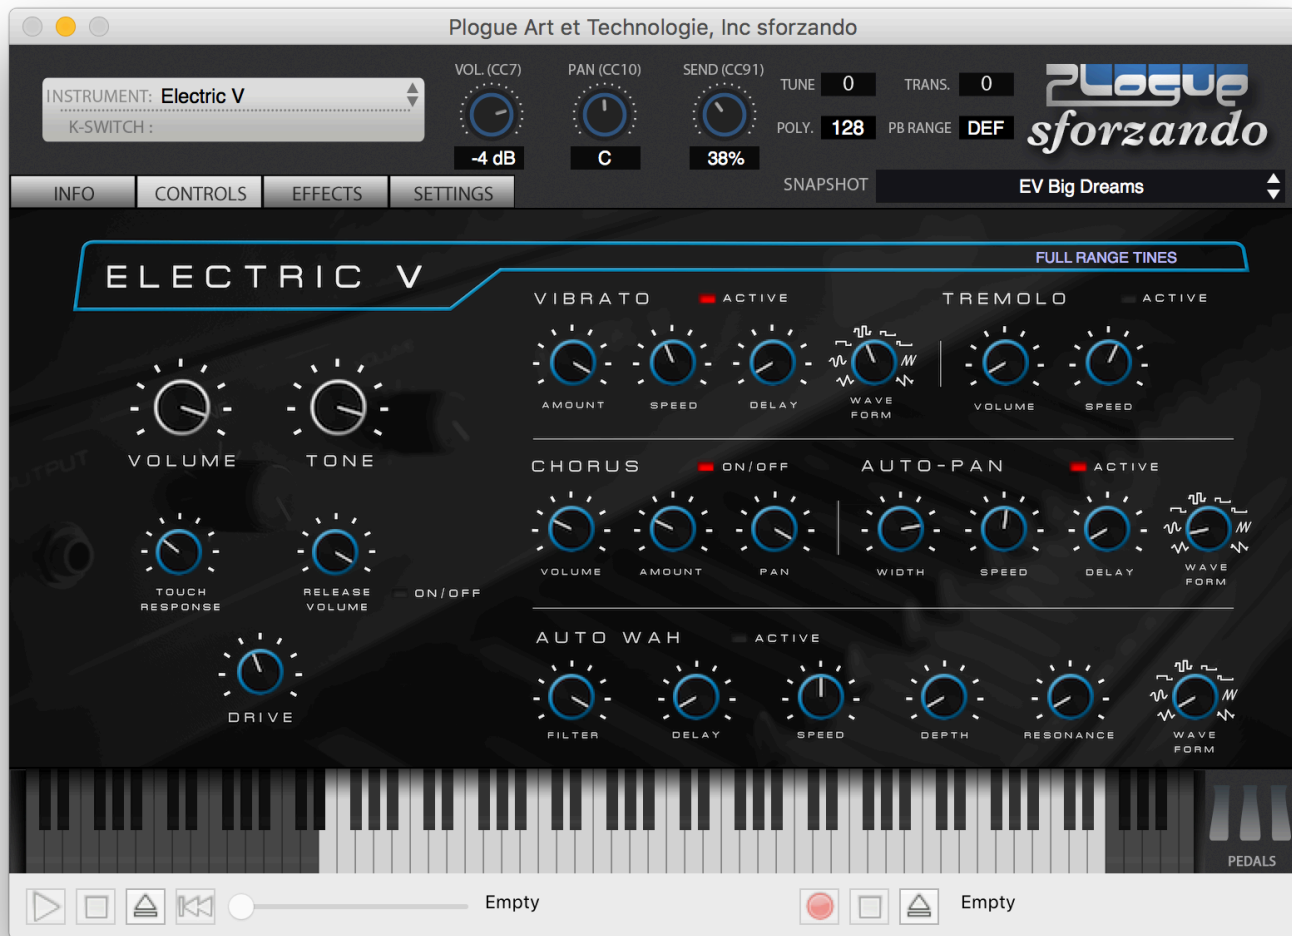 Plogue Art et Technologie, Inc sforzando
INSTRUMENT: Electric V
K-SWITCH :
VOL. (CC7)
PAN (CC10)
SEND (CC91)
-4 dB
C
38%
TUNE 0
TRANS. 0
POLY. 128
PB RANGE DEF
PLOGUE
sforzando
SNAPSHOT EV Big Dreams
INFO
CONTROLS
EFFECTS
SETTINGS
ELECTRIC V
FULL RANGE TINES
VOLUME
TONE
TOUCH
RESPONSE
RELEASE
VOLUME
ON/OFF
DRIVE
VIBRATO
ACTIVE
AMOUNT
SPEED
DELAY
WAVE
FORM
TREMOLO
ACTIVE
VOLUME
SPEED
CHORUS
ON/OFF
VOLUME
AMOUNT
PAN
AUTO-PAN
ACTIVE
WIDTH
SPEED
DELAY
WAVE
FORM
AUTO WAH
ACTIVE
FILTER
DELAY
SPEED
DEPTH
RESONANCE
WAVE
FORM
PEDALS
Empty
Empty